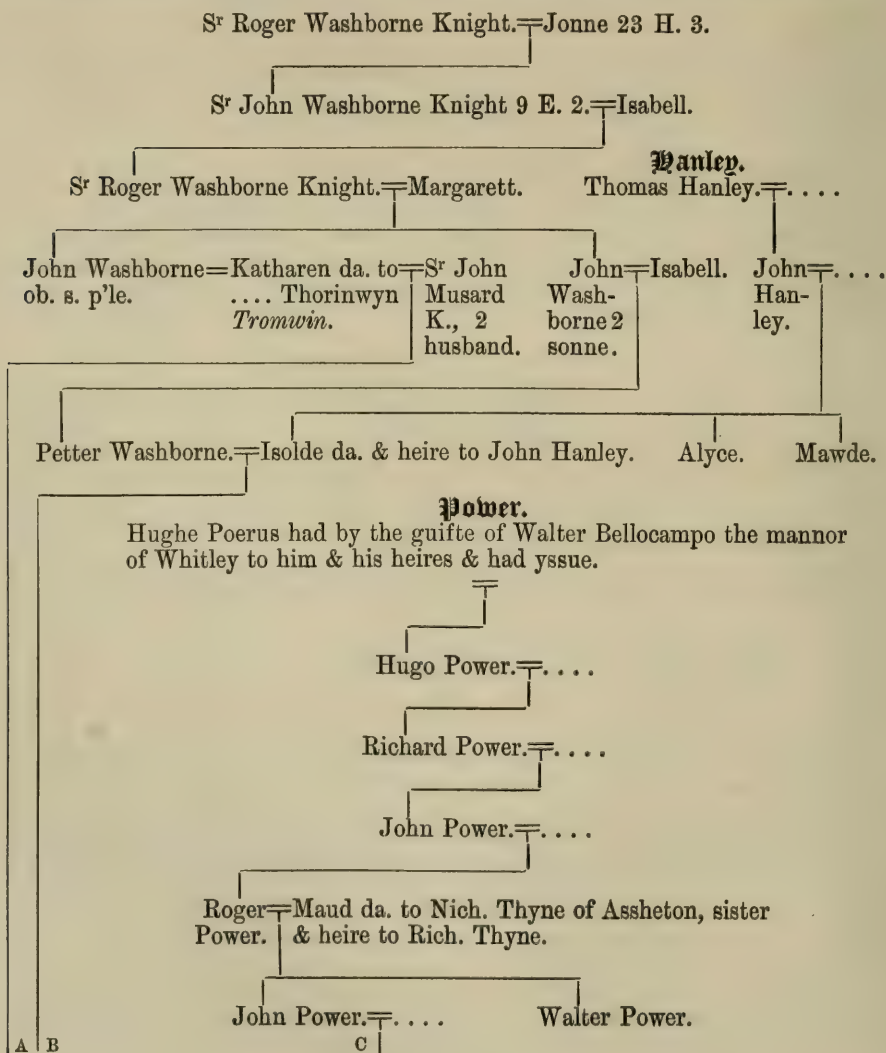 Sr Roger Washborne Knight.=Jonne 23 H. 3.
Sr John Washborne Knight 9 E. 2.=Isabell.
Hanley.
Sr Roger Washborne Knight.=Margarett. Thomas Hanley.=. . . .
John Washborne=Katharen da. to=Sr John John=Isabell. John=. . . .
ob. s. p'le. . . . . Thorinwyn Musard Wash- Han-
Tromwin. K., 2 borne 2 ley.
husband. sonne.
Petter Washborne.=Isolde da. & heire to John Hanley. Alyce. Mawde.
Power.
Hughe Poerus had by the guifte of Walter Bellocampo the mannor
of Whitley to him & his heires & had yssue.
Hugo Power.=. . . .
Richard Power.=. . . .
John Power.=. . . .
Roger=Maud da. to Nich. Thyne of Assheton, sister
Power. & heire to Rich. Thyne.
John Power.=. . . . Walter Power.
A B C